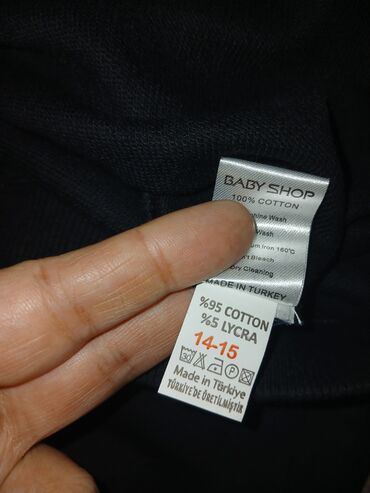 BABY SHOP
100% COTTON
Wash
Wash
Iron 160°C
Bleach
Dry Cleaning
MADE IN TURKEY
%95 COTTON
%5 LYCRA
14-15
30 P
Made in Türkiye
TÜRKİYE'DE ÜRETİLMİŞTİR